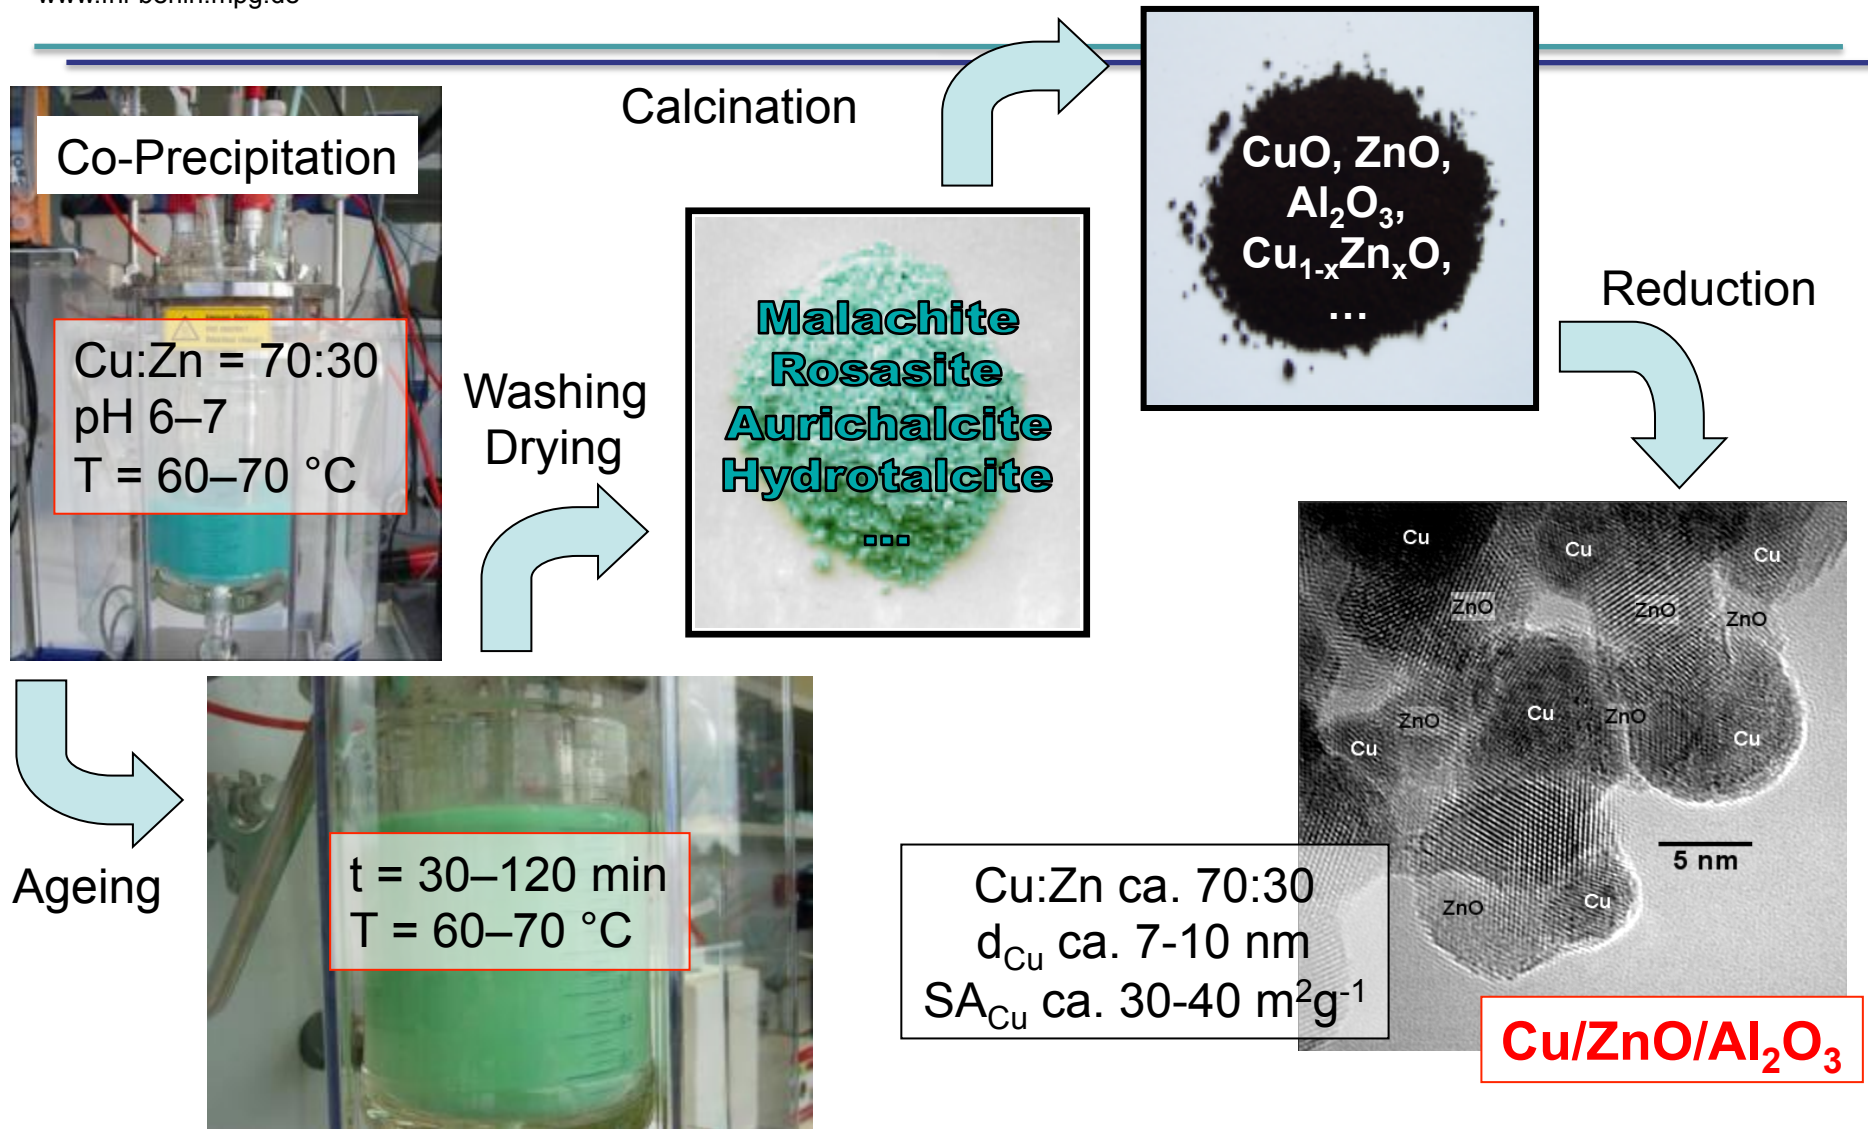 Co-Precipitation
Cu:Zn = 70:30
pH 6–7
T = 60–70 °C
Ageing
t = 30–120 min
T = 60–70 °C
Washing
Drying
Malachite
Rosasite
Aurichalcite
Hydrotalcite
...
Calcination
CuO, ZnO,
Al₂O₃,
Cu₁₋ₓZnₓO,
...
Reduction
Cu
Cu
Cu
ZnO
ZnO
ZnO
ZnO
Cu
ZnO
Cu
Cu
5 nm
ZnO
Cu
Cu:Zn ca. 70:30
d_Cu ca. 7-10 nm
SA_Cu ca. 30-40 m²g⁻¹
Cu/ZnO/Al₂O₃